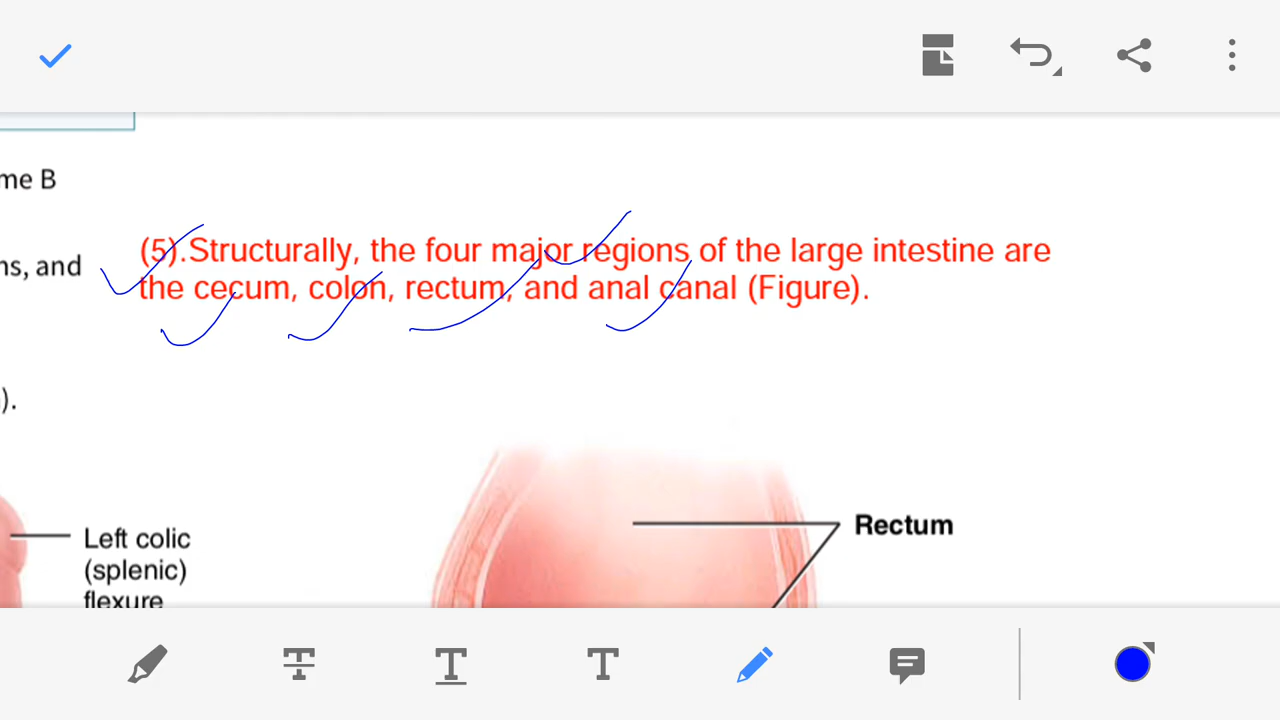 me B
(5).Structurally, the four major regions of the large intestine are
ns, and
the cecum, colon, rectum, and anal canal (Figure).
).
Rectum
Left colic
(splenic)
flexure